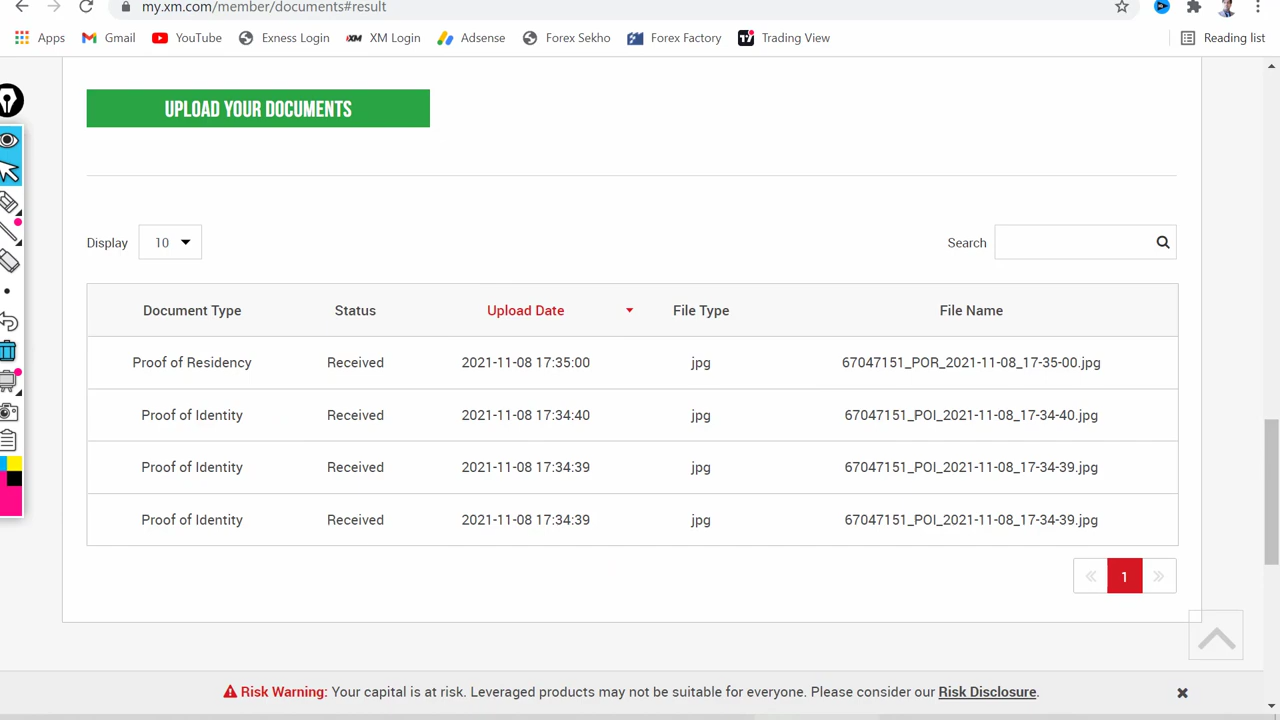 my.xm.com/member/documents#result
Apps Gmail YouTube Exness Login XM XM Login Adsense Forex Sekho Forex Factory Trading View Reading list
UPLOAD YOUR DOCUMENTS
Display 10 Search
Document Type Status Upload Date File Type File Name
Proof of Residency Received 2021-11-08 17:35:00 jpg 67047151_POR_2021-11-08_17-35-00.jpg
Proof of Identity Received 2021-11-08 17:34:40 jpg 67047151_POI_2021-11-08_17-34-40.jpg
Proof of Identity Received 2021-11-08 17:34:39 jpg 67047151_POI_2021-11-08_17-34-39.jpg
Proof of Identity Received 2021-11-08 17:34:39 jpg 67047151_POI_2021-11-08_17-34-39.jpg
« 1 »
Risk Warning: Your capital is at risk. Leveraged products may not be suitable for everyone. Please consider our Risk Disclosure.